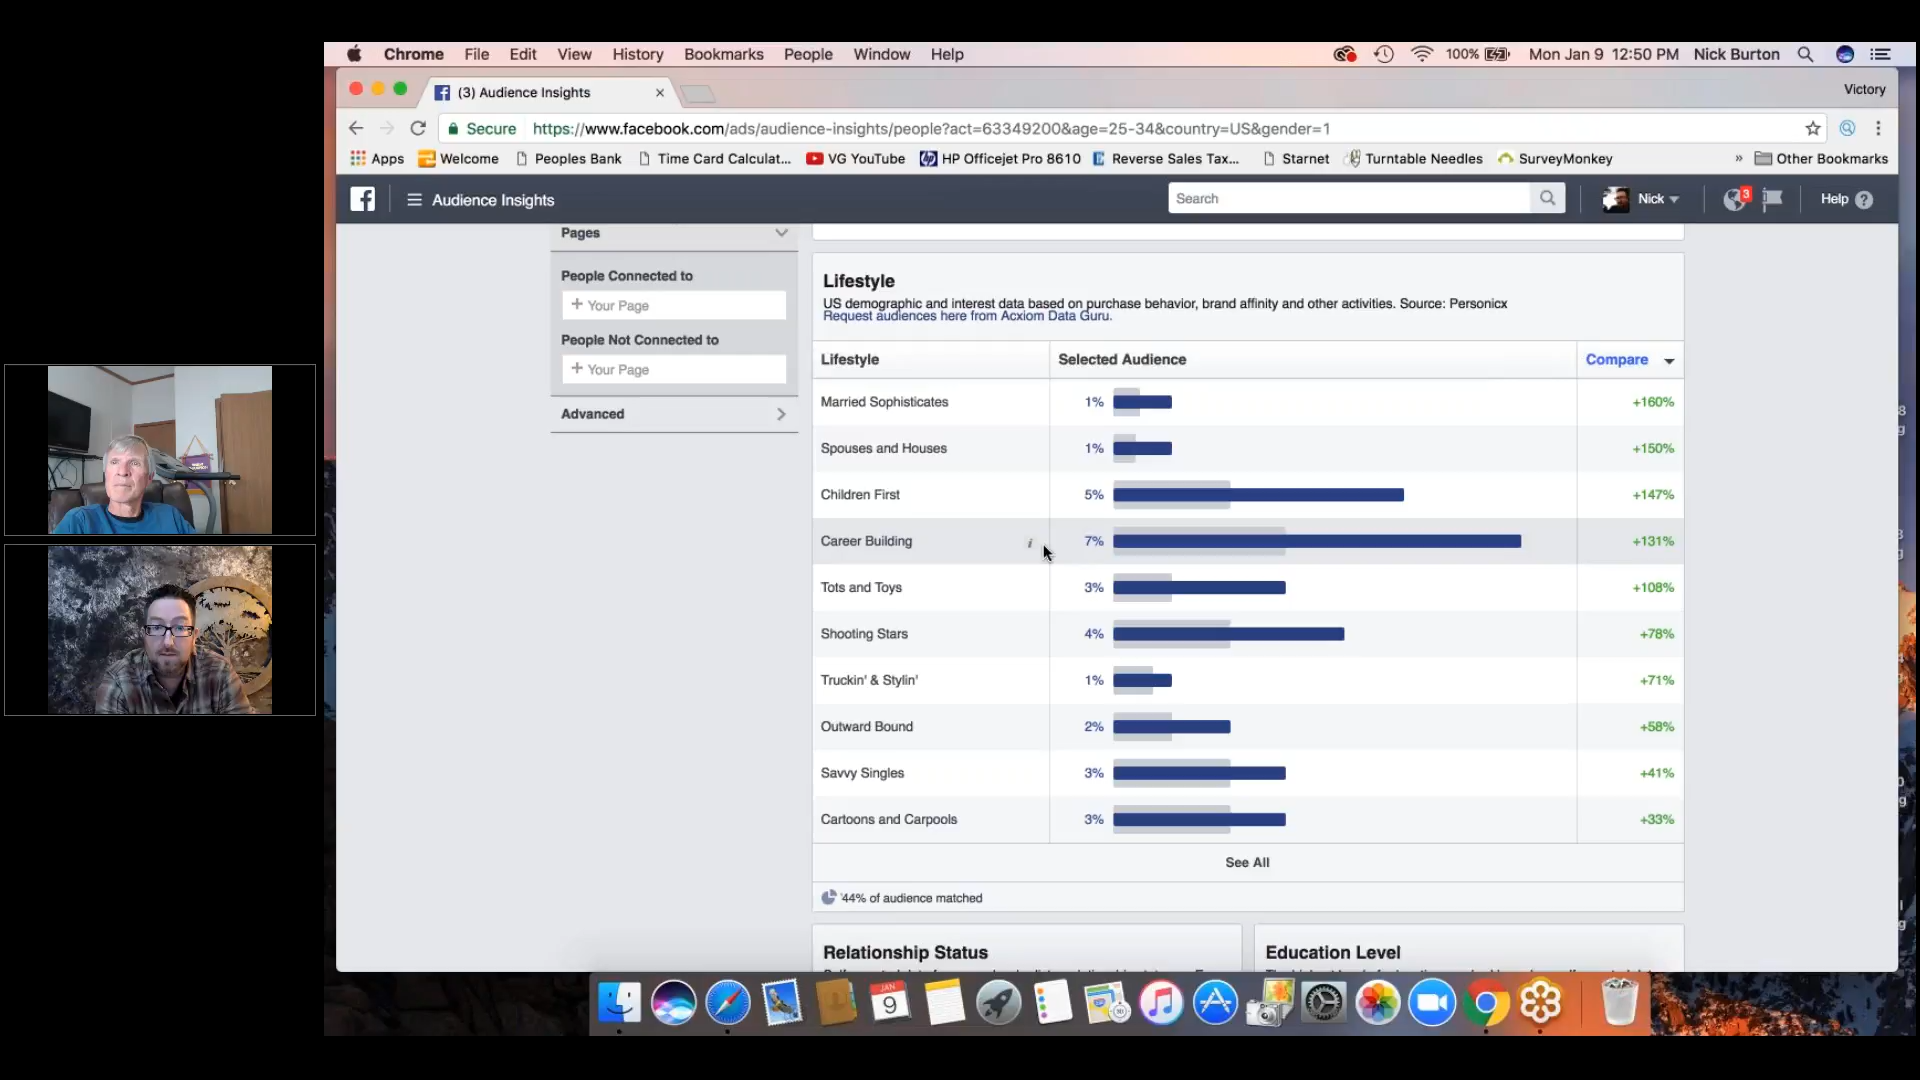 Chrome File Edit View History Bookmarks People Window Help 100% Mon Jan 9 12:50 PM Nick Burton
(3) Audience Insights × Victory
Secure https://www.facebook.com/ads/audience-insights/people?act=63349200&age=25-34&country=US&gender=1
Apps Welcome Peoples Bank Time Card Calculat... VG YouTube HP Officejet Pro 8610 Reverse Sales Tax... Starnet Turntable Needles SurveyMonkey » Other Bookmarks
Audience Insights Search Nick 3 Help ?
Pages
People Connected to
+ Your Page
People Not Connected to
+ Your Page
Advanced
Lifestyle
US demographic and interest data based on purchase behavior, brand affinity and other activities. Source: Personicx
Request audiences here from Acxiom Data Guru.
Lifestyle Selected Audience Compare
Married Sophisticates 1% +160%
Spouses and Houses 1% +150%
Children First 5% +147%
Career Building i 7% +131%
Tots and Toys 3% +108%
Shooting Stars 4% +78%
Truckin' & Stylin' 1% +71%
Outward Bound 2% +58%
Savvy Singles 3% +41%
Cartoons and Carpools 3% +33%
See All
44% of audience matched
Relationship Status Education Level
JAN
9